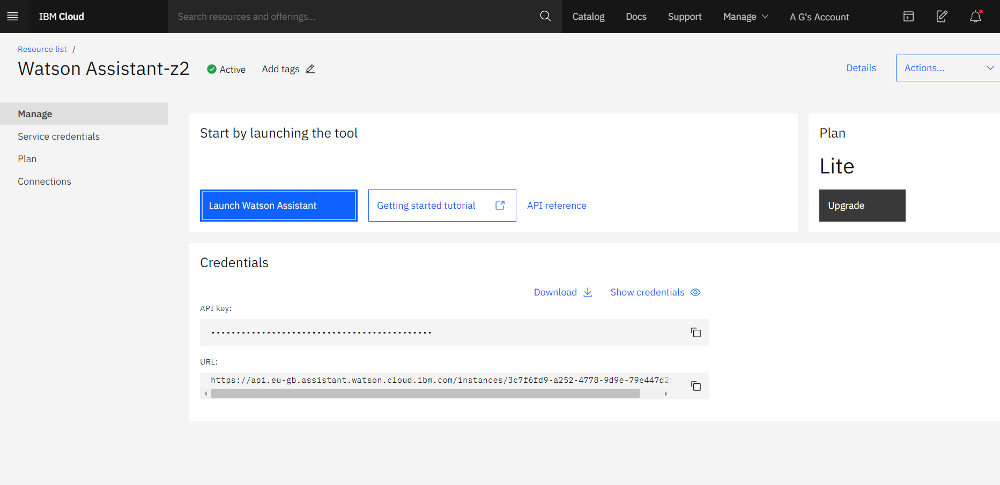 IBM Cloud
Search resources and offerings...
Catalog
Docs
Support
Manage
A G's Account
Resource list /
Watson Assistant-z2
Active
Add tags
Details
Actions...
Manage
Service credentials
Plan
Connections
Start by launching the tool
Launch Watson Assistant
Getting started tutorial
API reference
Plan
Lite
Upgrade
Credentials
Download
Show credentials
API key:
············································
URL:
https://api.eu-gb.assistant.watson.cloud.ibm.com/instances/3c7f6fd9-a252-4778-9d9e-79e447d2